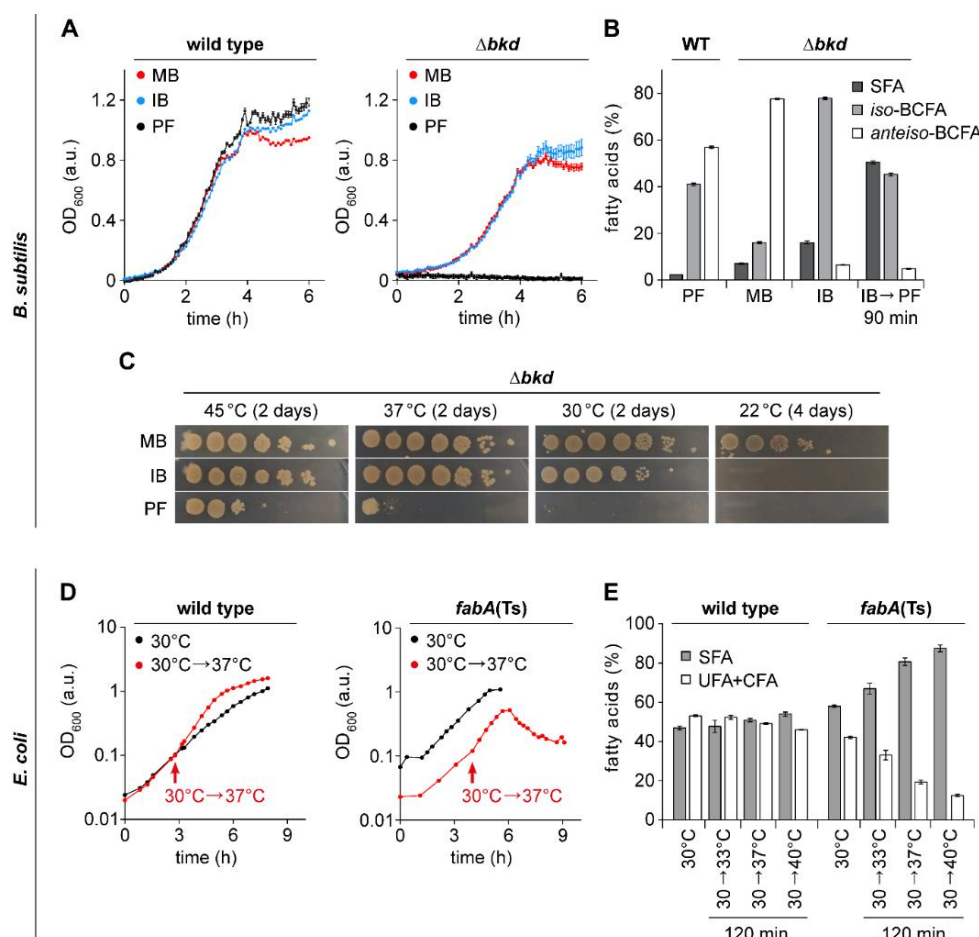 B. subtilis
A
wild type
Δbkd
MB
IB
PF
MB
IB
PF
OD600 (a.u.)
1.2
0.8
0.4
0
0 2 4 6
time (h)
OD600 (a.u.)
1.2
0.8
0.4
0
0 2 4 6
time (h)
B
WT
Δbkd
SFA
iso-BCFA
anteiso-BCFA
fatty acids (%)
80
60
40
20
0
PF MB IB IB→PF
90 min
C
Δbkd
45°C (2 days) 37°C (2 days) 30°C (2 days) 22°C (4 days)
MB
IB
PF
E. coli
D
wild type
fabA(Ts)
30°C
30°C→37°C
30°C
30°C→37°C
OD600 (a.u.)
10
1
0.1
0.01
30°C→37°C
0 3 6 9
time (h)
OD600 (a.u.)
10
1
0.1
0.01
30°C→37°C
0 3 6 9
time (h)
E
wild type
fabA(Ts)
SFA
UFA+CFA
fatty acids (%)
100
80
60
40
20
0
30°C
30→33°C
30→37°C
30→40°C
30°C
30→33°C
30→37°C
30→40°C
120 min
120 min